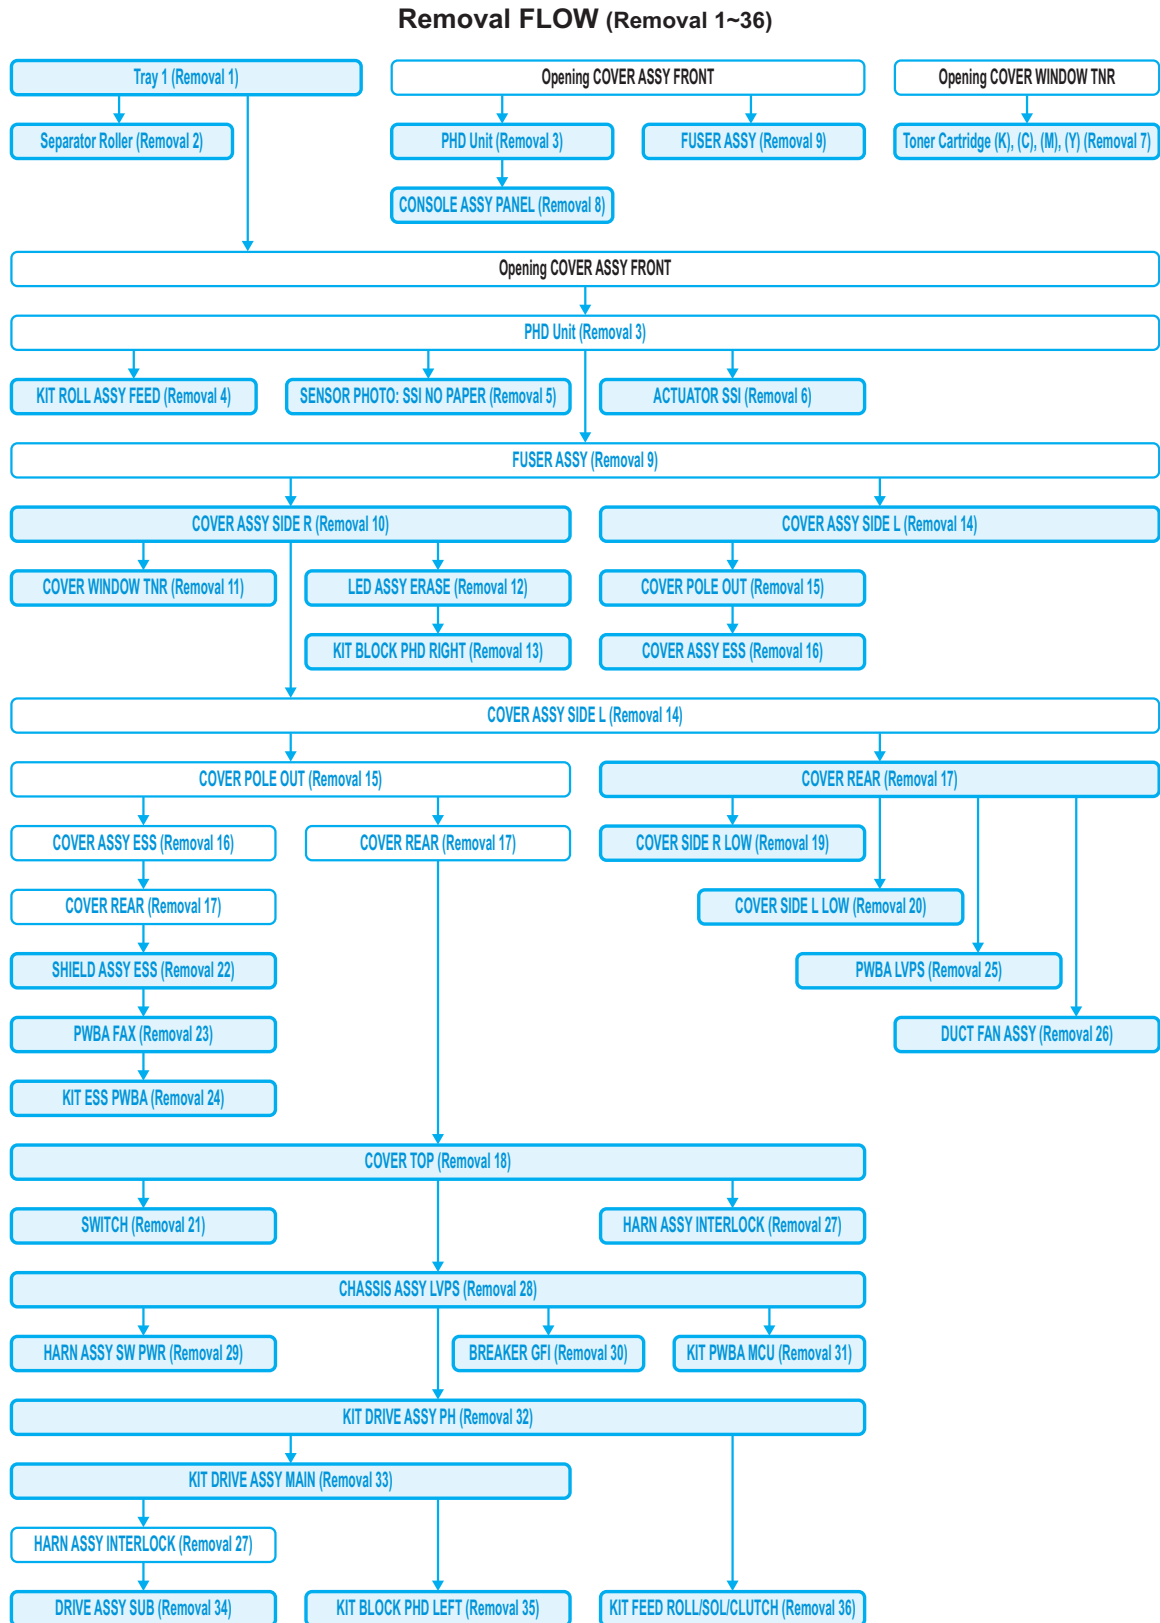 Removal FLOW (Removal 1~36)
Tray 1 (Removal 1)
Opening COVER ASSY FRONT
Opening COVER WINDOW TNR
Separator Roller (Removal 2)
PHD Unit (Removal 3)
FUSER ASSY (Removal 9)
Toner Cartridge (K), (C), (M), (Y) (Removal 7)
CONSOLE ASSY PANEL (Removal 8)
Opening COVER ASSY FRONT
PHD Unit (Removal 3)
KIT ROLL ASSY FEED (Removal 4)
SENSOR PHOTO: SSI NO PAPER (Removal 5)
ACTUATOR SSI (Removal 6)
FUSER ASSY (Removal 9)
COVER ASSY SIDE R (Removal 10)
COVER ASSY SIDE L (Removal 14)
COVER WINDOW TNR (Removal 11)
LED ASSY ERASE (Removal 12)
COVER POLE OUT (Removal 15)
KIT BLOCK PHD RIGHT (Removal 13)
COVER ASSY ESS (Removal 16)
COVER ASSY SIDE L (Removal 14)
COVER POLE OUT (Removal 15)
COVER REAR (Removal 17)
COVER ASSY ESS (Removal 16)
COVER REAR (Removal 17)
COVER SIDE R LOW (Removal 19)
COVER REAR (Removal 17)
COVER SIDE L LOW (Removal 20)
SHIELD ASSY ESS (Removal 22)
PWBA LVPS (Removal 25)
PWBA FAX (Removal 23)
DUCT FAN ASSY (Removal 26)
KIT ESS PWBA (Removal 24)
COVER TOP (Removal 18)
SWITCH (Removal 21)
HARN ASSY INTERLOCK (Removal 27)
CHASSIS ASSY LVPS (Removal 28)
HARN ASSY SW PWR (Removal 29)
BREAKER GFI (Removal 30)
KIT PWBA MCU (Removal 31)
KIT DRIVE ASSY PH (Removal 32)
KIT DRIVE ASSY MAIN (Removal 33)
HARN ASSY INTERLOCK (Removal 27)
DRIVE ASSY SUB (Removal 34)
KIT BLOCK PHD LEFT (Removal 35)
KIT FEED ROLL/SOL/CLUTCH (Removal 36)